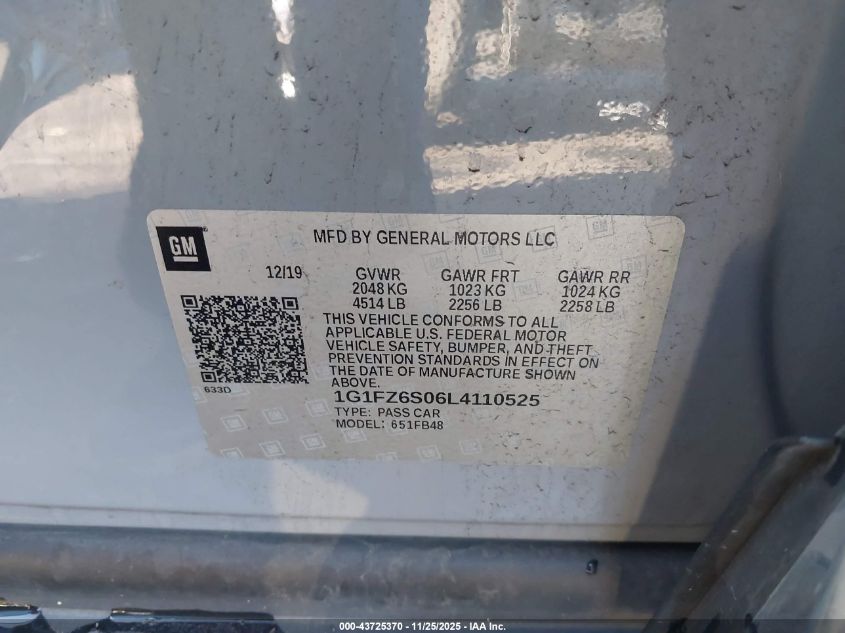 GM
MFD BY GENERAL MOTORS LLC
12/19 GVWR GAWR FRT GAWR RR
2048 KG 1023 KG 1024 KG
4514 LB 2256 LB 2258 LB
THIS VEHICLE CONFORMS TO ALL
APPLICABLE U.S. FEDERAL MOTOR
VEHICLE SAFETY, BUMPER, AND THEFT
PREVENTION STANDARDS IN EFFECT ON
THE DATE OF MANUFACTURE SHOWN
ABOVE.
633D
1G1FZ6S06L4110525
TYPE: PASS CAR
MODEL: 651FB48
000-43725370 - 11/25/2025 - IAA Inc.